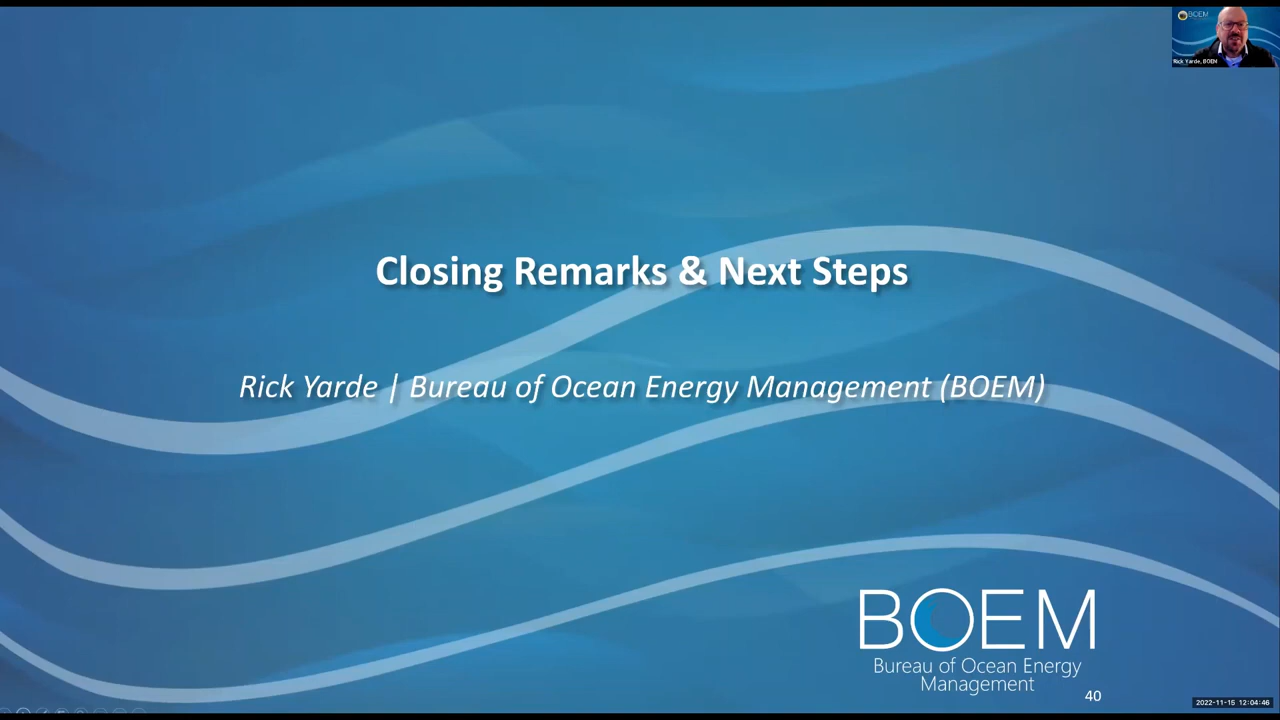 BOEM
Rick Yarde, BOEM
Closing Remarks & Next Steps
Rick Yarde | Bureau of Ocean Energy Management (BOEM)
BOEM
Bureau of Ocean Energy
Management
40
2022-11-15 12:04:46